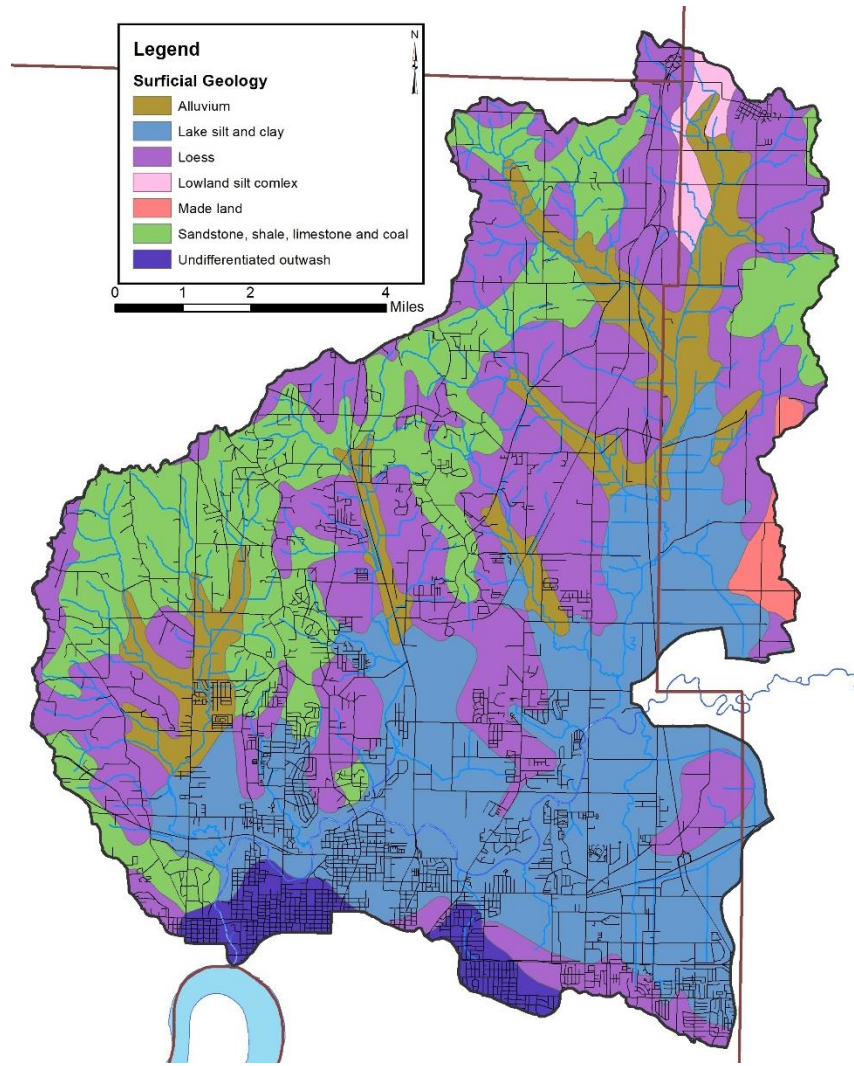 N
Legend
Surficial Geology
Alluvium
Lake silt and clay
Loess
Lowland silt comlex
Made land
Sandstone, shale, limestone and coal
Undifferentiated outwash
0 1 2 4
Miles